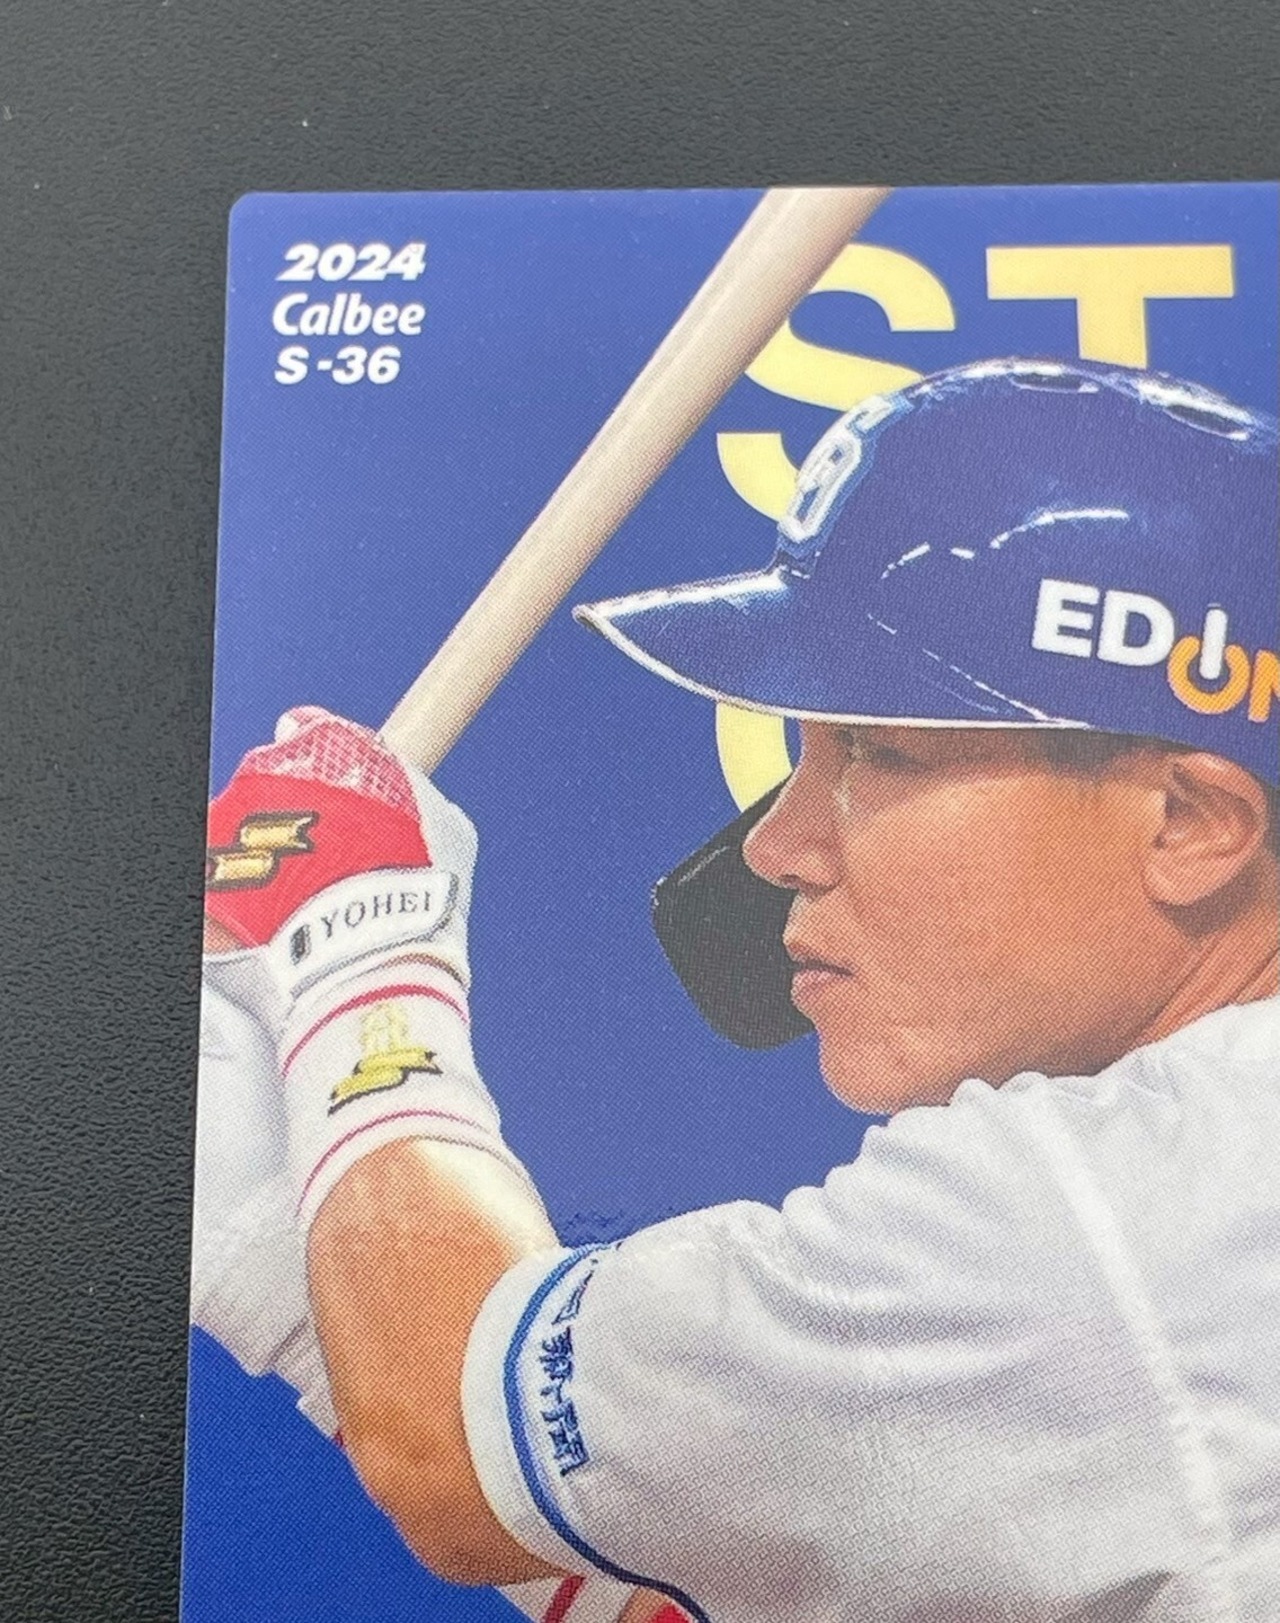 2024
Calbee
S-36
ST
EDION
YOHEI